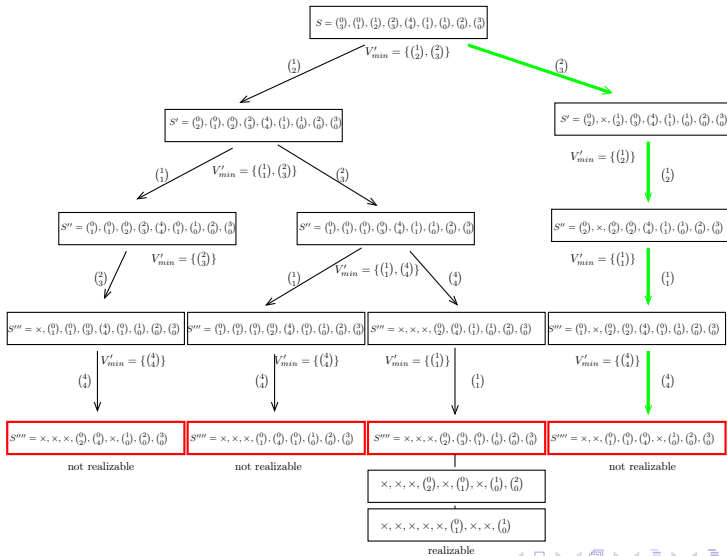 S = (0 3), (0 1), (1 2), (2 3), (4 4), (1 1), (1 0), (2 0), (3 0)
V′min = {(1 2), (2 3)}
(1 2)
(2 3)
S′ = (0 2), (0 1), (0 2), (2 3), (4 4), (1 1), (1 0), (2 0), (3 0)
S′ = (0 2), ×, (1 2), (0 3), (4 4), (1 1), (1 0), (2 0), (3 0)
V′min = {(1 1), (2 3)}
V′min = {(1 2)}
(1 1)
(2 3)
(1 2)
S″ = (0 1), (0 1), (0 2), (2 3), (4 4), (0 1), (1 0), (2 0), (3 0)
S″ = (0 1), (0 1), (0 1), (0 3), (4 4), (1 1), (1 0), (2 0), (3 0)
S″ = (0 2), ×, (0 2), (0 2), (4 4), (1 1), (1 0), (2 0), (3 0)
V′min = {(2 3)}
V′min = {(1 1), (4 4)}
V′min = {(1 1)}
(2 3)
(1 1)
(4 4)
(1 1)
S‴ = ×, (0 1), (0 1), (0 3), (4 4), (0 1), (1 0), (2 0), (3 0)
S‴ = (0 1), (0 1), (0 1), (0 2), (4 4), (0 1), (1 0), (2 0), (3 0)
S‴ = ×, ×, ×, (0 2), (0 4), (1 1), (1 0), (2 0), (3 0)
S‴ = (0 1), ×, (0 2), (0 2), (4 4), (0 1), (1 0), (2 0), (3 0)
V′min = {(4 4)}
V′min = {(4 4)}
V′min = {(1 1)}
V′min = {(4 4)}
(4 4)
(4 4)
(1 1)
(4 4)
S⁗ = ×, ×, ×, (0 2), (0 4), ×, (1 0), (2 0), (3 0)
S⁗ = ×, ×, ×, (0 1), (0 4), (0 1), (1 0), (2 0), (3 0)
S⁗ = ×, ×, ×, (0 2), (0 3), (0 1), (1 0), (2 0), (3 0)
S⁗ = ×, ×, (0 1), (0 1), (0 4), ×, (1 0), (2 0), (3 0)
not realizable
not realizable
not realizable
×, ×, ×, (0 2), ×, (0 1), ×, (1 0), (2 0)
×, ×, ×, ×, ×, (0 1), ×, ×, (1 0)
realizable